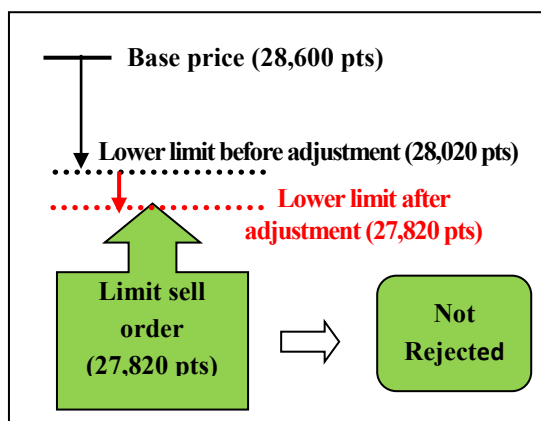 Base price (28,600 pts)
Lower limit before adjustment (28,020 pts)
Lower limit after
adjustment (27,820 pts)
Limit sell
order
(27,820 pts)
Not
Rejected